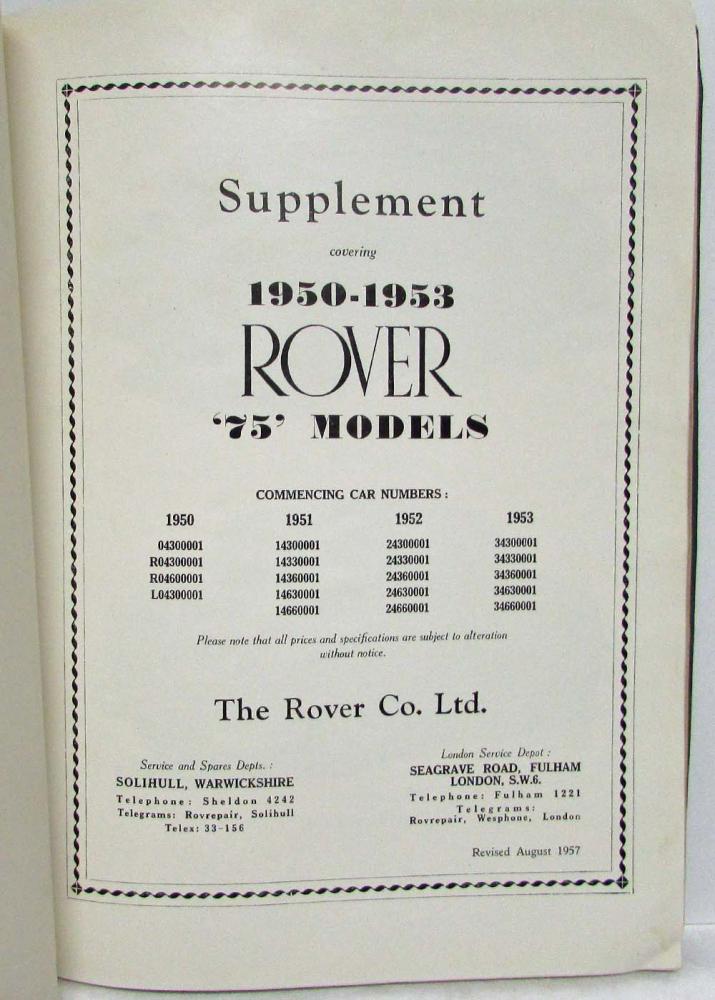 Supplement
covering
1950-1953
ROVER
‘75’ MODELS
COMMENCING CAR NUMBERS :
1950 1951 1952 1953
04300001 14300001 24300001 34300001
R04300001 14330001 24330001 34330001
R04600001 14360001 24360001 34360001
L04300001 14630001 24630001 34630001
14660001 24660001 34660001
Please note that all prices and specifications are subject to alteration
without notice.
The Rover Co. Ltd.
Service and Spares Depts. :
SOLIHULL, WARWICKSHIRE
Telephone: Sheldon 4242
Telegrams: Rovrepair, Solihull
Telex: 33-156
London Service Depot :
SEAGRAVE ROAD, FULHAM
LONDON, S.W.6.
Telephone: Fulham 1221
Telegrams:
Rovrepair, Wesphone, London
Revised August 1957